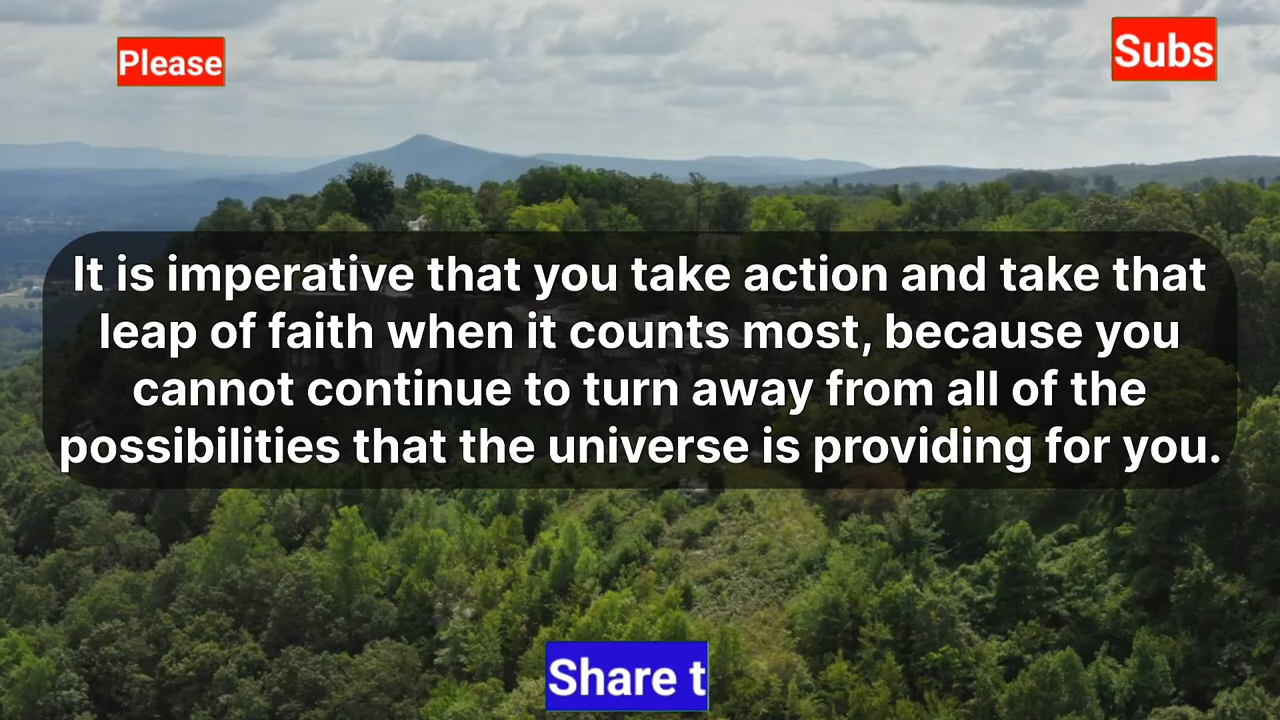 Please
Subs
It is imperative that you take action and take that
leap of faith when it counts most, because you
cannot continue to turn away from all of the
possibilities that the universe is providing for you.
Share t